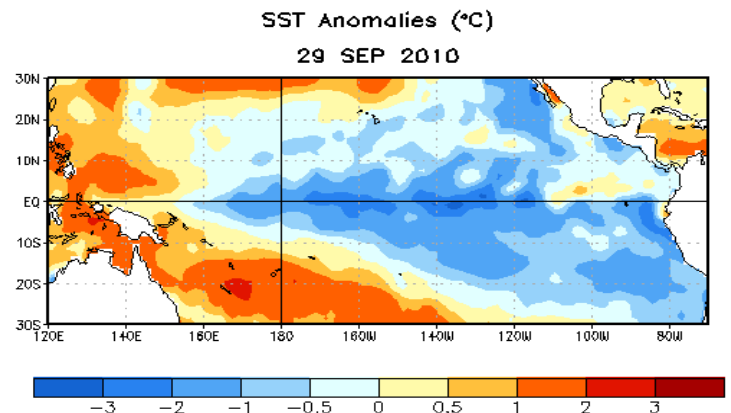 SST Anomalies (°C)
29 SEP 2010
30N
20N
10N
EQ
10S
20S
30S
120E 140E 160E 180 160W 140W 120W 100W 80W
-3 -2 -1 -0.5 0 0.5 1 2 3